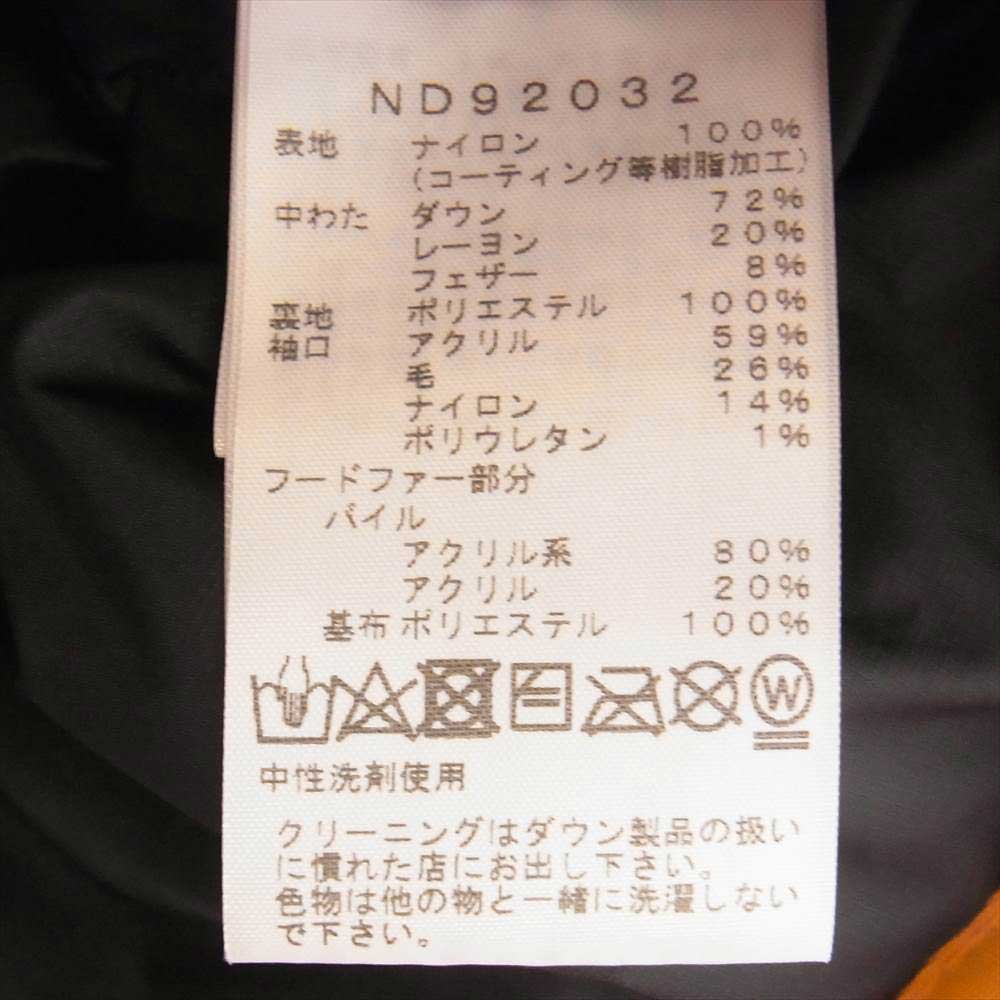 ND92032
表地 ナイロン 100%
(コーティング等樹脂加工)
中わた ダウン 72%
レーヨン 20%
フェザー 8%
裏地 ポリエステル 100%
袖口 アクリル 59%
毛 26%
ナイロン 14%
ポリウレタン 1%
フードファー部分
パイル
アクリル系 80%
アクリル 20%
基布 ポリエステル 100%
W
中性洗剤使用
クリーニングはダウン製品の扱い
に慣れた店にお出し下さい。
色物は他の物と一緒に洗濯しない
で下さい。